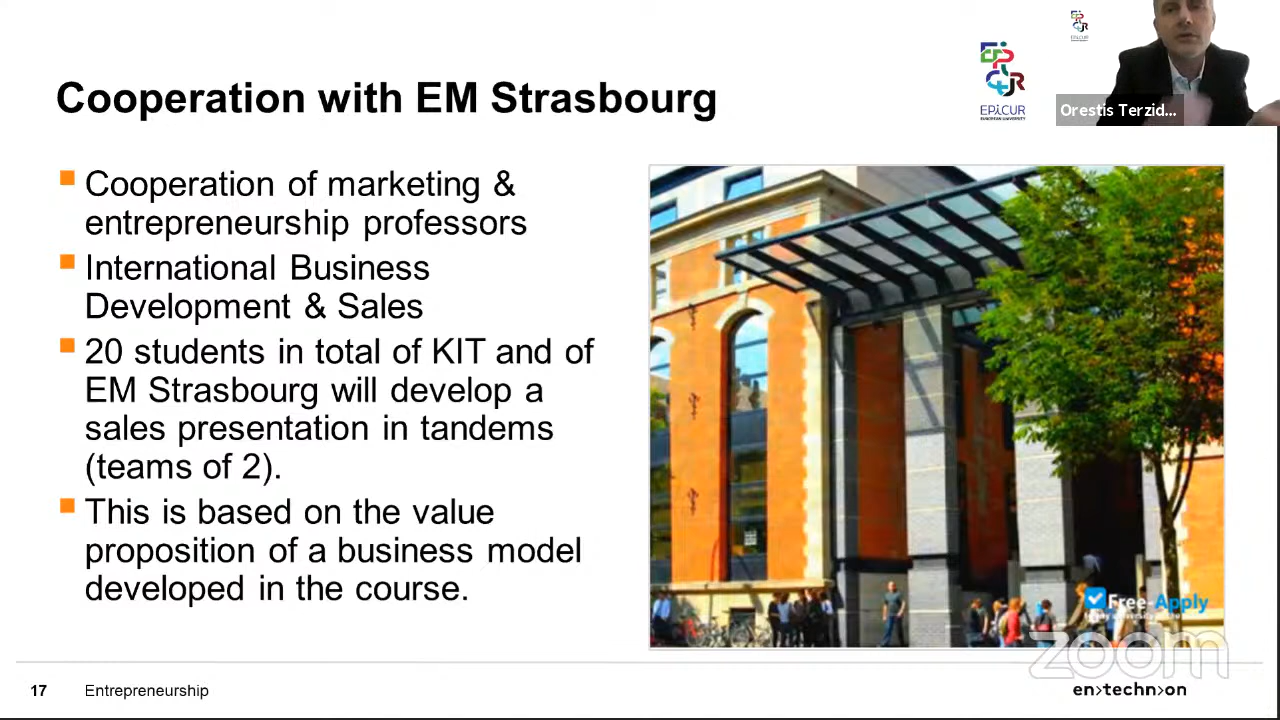 Cooperation with EM Strasbourg
EPICUR
EUROPEAN UNIVERSITY
EPICUR
Orestis Terzid...
Cooperation of marketing &
entrepreneurship professors
International Business
Development & Sales
20 students in total of KIT and of
EM Strasbourg will develop a
sales presentation in tandems
(teams of 2).
This is based on the value
proposition of a business model
developed in the course.
Free-Apply
zoom
17 Entrepreneurship
en>techn>on